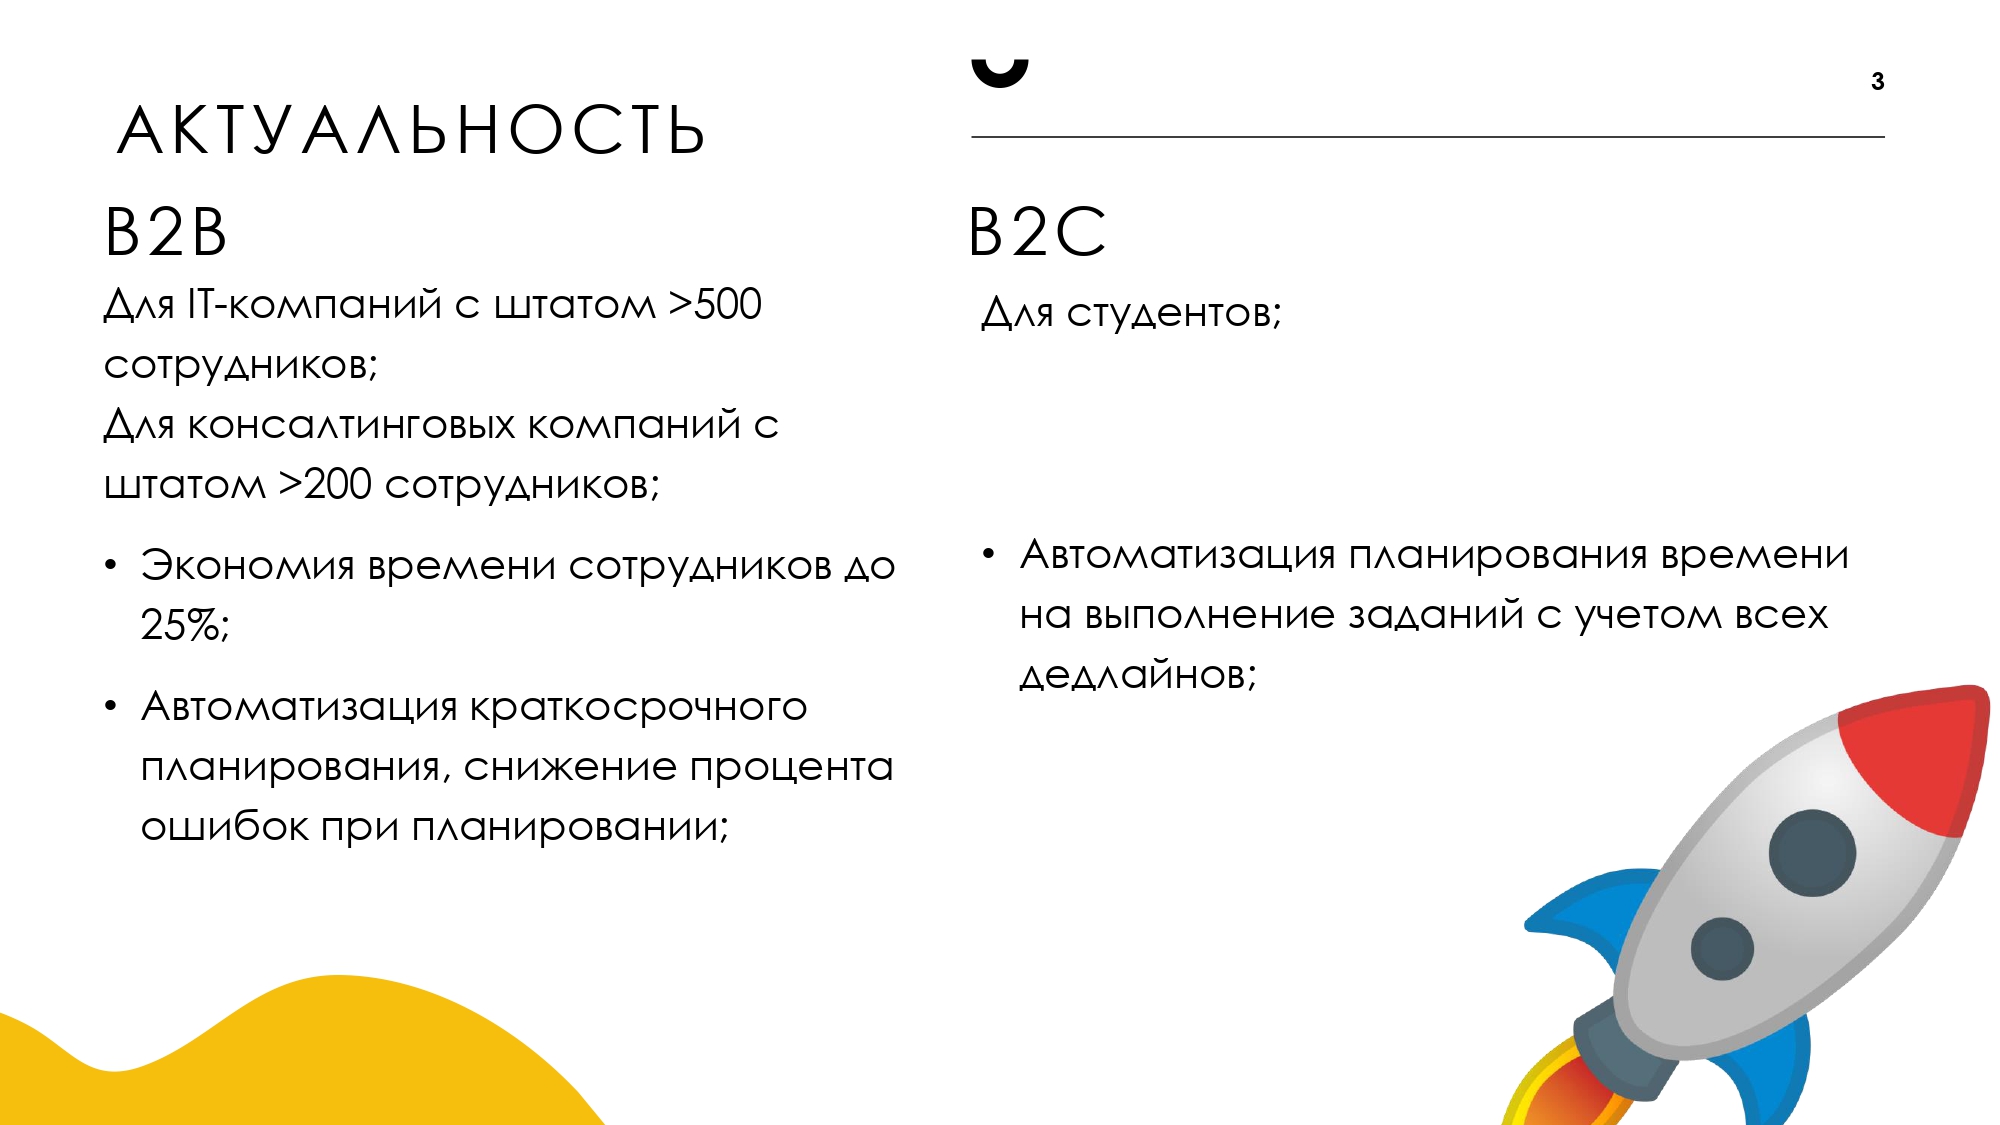 3
АКТУАЛЬНОСТЬ
B2B
Для IT-компаний с штатом >500
сотрудников;
Для консалтинговых компаний с
штатом >200 сотрудников;
• Экономия времени сотрудников до
25%;
• Автоматизация краткосрочного
планирования, снижение процента
ошибок при планировании;
B2C
Для студентов;
• Автоматизация планирования времени
на выполнение заданий с учетом всех
дедлайнов;